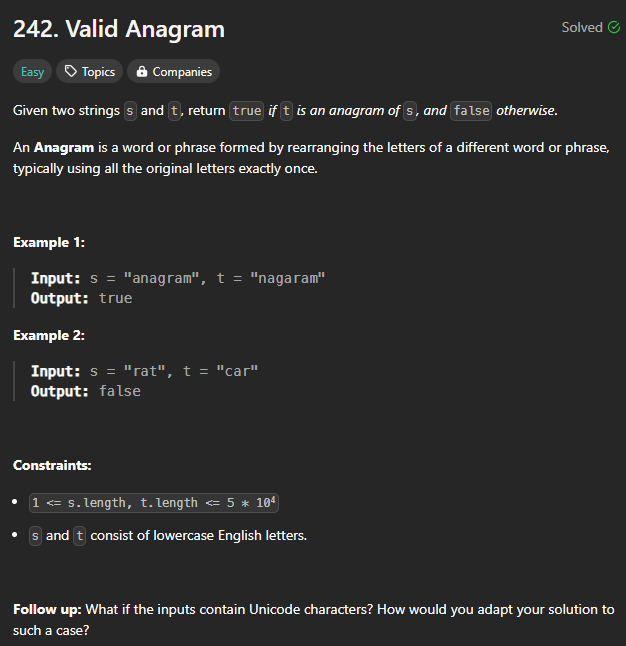 242. Valid Anagram
Solved
Easy
Topics
Companies
Given two strings s and t, return true if t is an anagram of s, and false otherwise.
An Anagram is a word or phrase formed by rearranging the letters of a different word or phrase,
typically using all the original letters exactly once.
Example 1:
Input: s = "anagram", t = "nagaram"
Output: true
Example 2:
Input: s = "rat", t = "car"
Output: false
Constraints:
• 1 <= s.length, t.length <= 5 * 10⁴
• s and t consist of lowercase English letters.
Follow up: What if the inputs contain Unicode characters? How would you adapt your solution to
such a case?